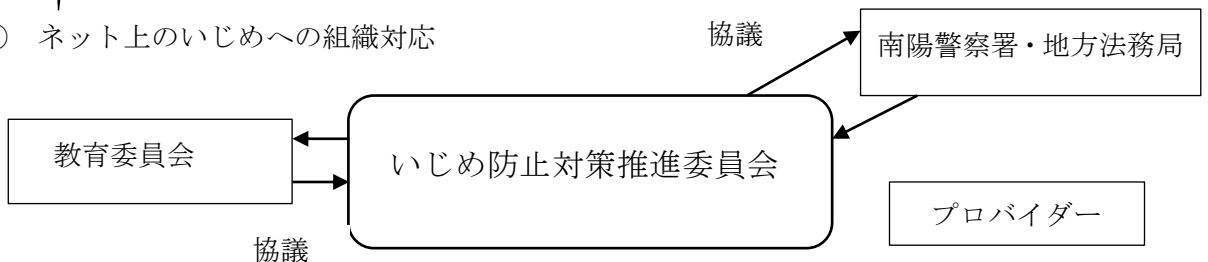 ネット上のいじめへの組織対応
協議
南陽警察署・地方法務局
教育委員会
いじめ防止対策推進委員会
プロバイダー
協議